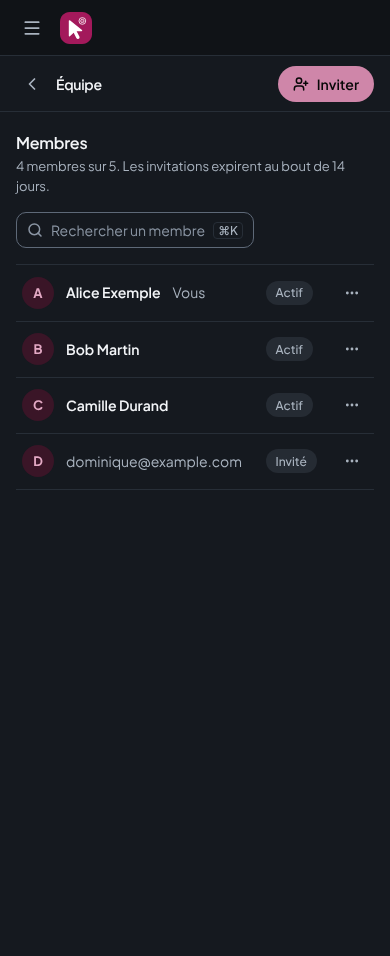 Équipe
Inviter
Membres
4 membres sur 5. Les invitations expirent au bout de 14
jours.
Rechercher un membre ⌘K
A Alice Exemple Vous Actif
B Bob Martin Actif
C Camille Durand Actif
D dominique@example.com Invité